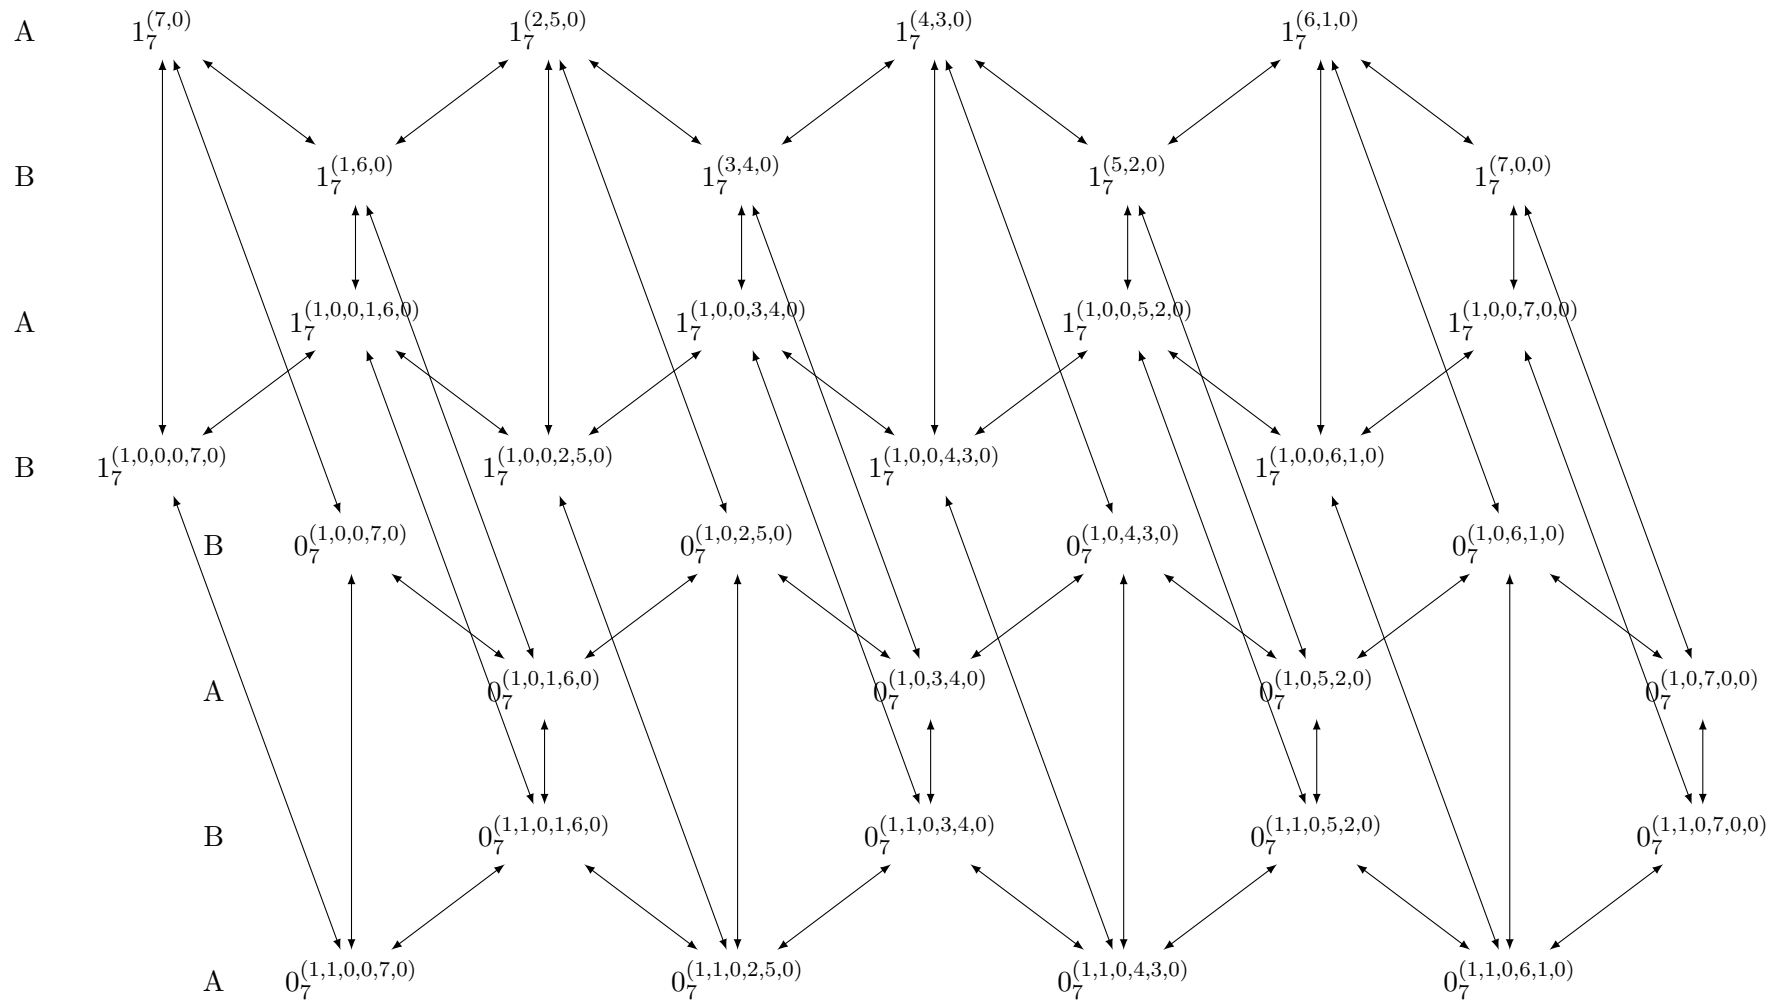 A 1_7^{(7,0)} 1_7^{(2,5,0)} 1_7^{(4,3,0)} 1_7^{(6,1,0)}
B 1_7^{(1,6,0)} 1_7^{(3,4,0)} 1_7^{(5,2,0)} 1_7^{(7,0,0)}
A 1_7^{(1,0,0,1,6,0)} 1_7^{(1,0,0,3,4,0)} 1_7^{(1,0,0,5,2,0)} 1_7^{(1,0,0,7,0,0)}
B 1_7^{(1,0,0,0,7,0)} 1_7^{(1,0,0,2,5,0)} 1_7^{(1,0,0,4,3,0)} 1_7^{(1,0,0,6,1,0)}
B 0_7^{(1,0,0,7,0)} 0_7^{(1,0,2,5,0)} 0_7^{(1,0,4,3,0)} 0_7^{(1,0,6,1,0)}
A 0_7^{(1,0,1,6,0)} 0_7^{(1,0,3,4,0)} 0_7^{(1,0,5,2,0)} 0_7^{(1,0,7,0,0)}
B 0_7^{(1,1,0,1,6,0)} 0_7^{(1,1,0,3,4,0)} 0_7^{(1,1,0,5,2,0)} 0_7^{(1,1,0,7,0,0)}
A 0_7^{(1,1,0,0,7,0)} 0_7^{(1,1,0,2,5,0)} 0_7^{(1,1,0,4,3,0)} 0_7^{(1,1,0,6,1,0)}